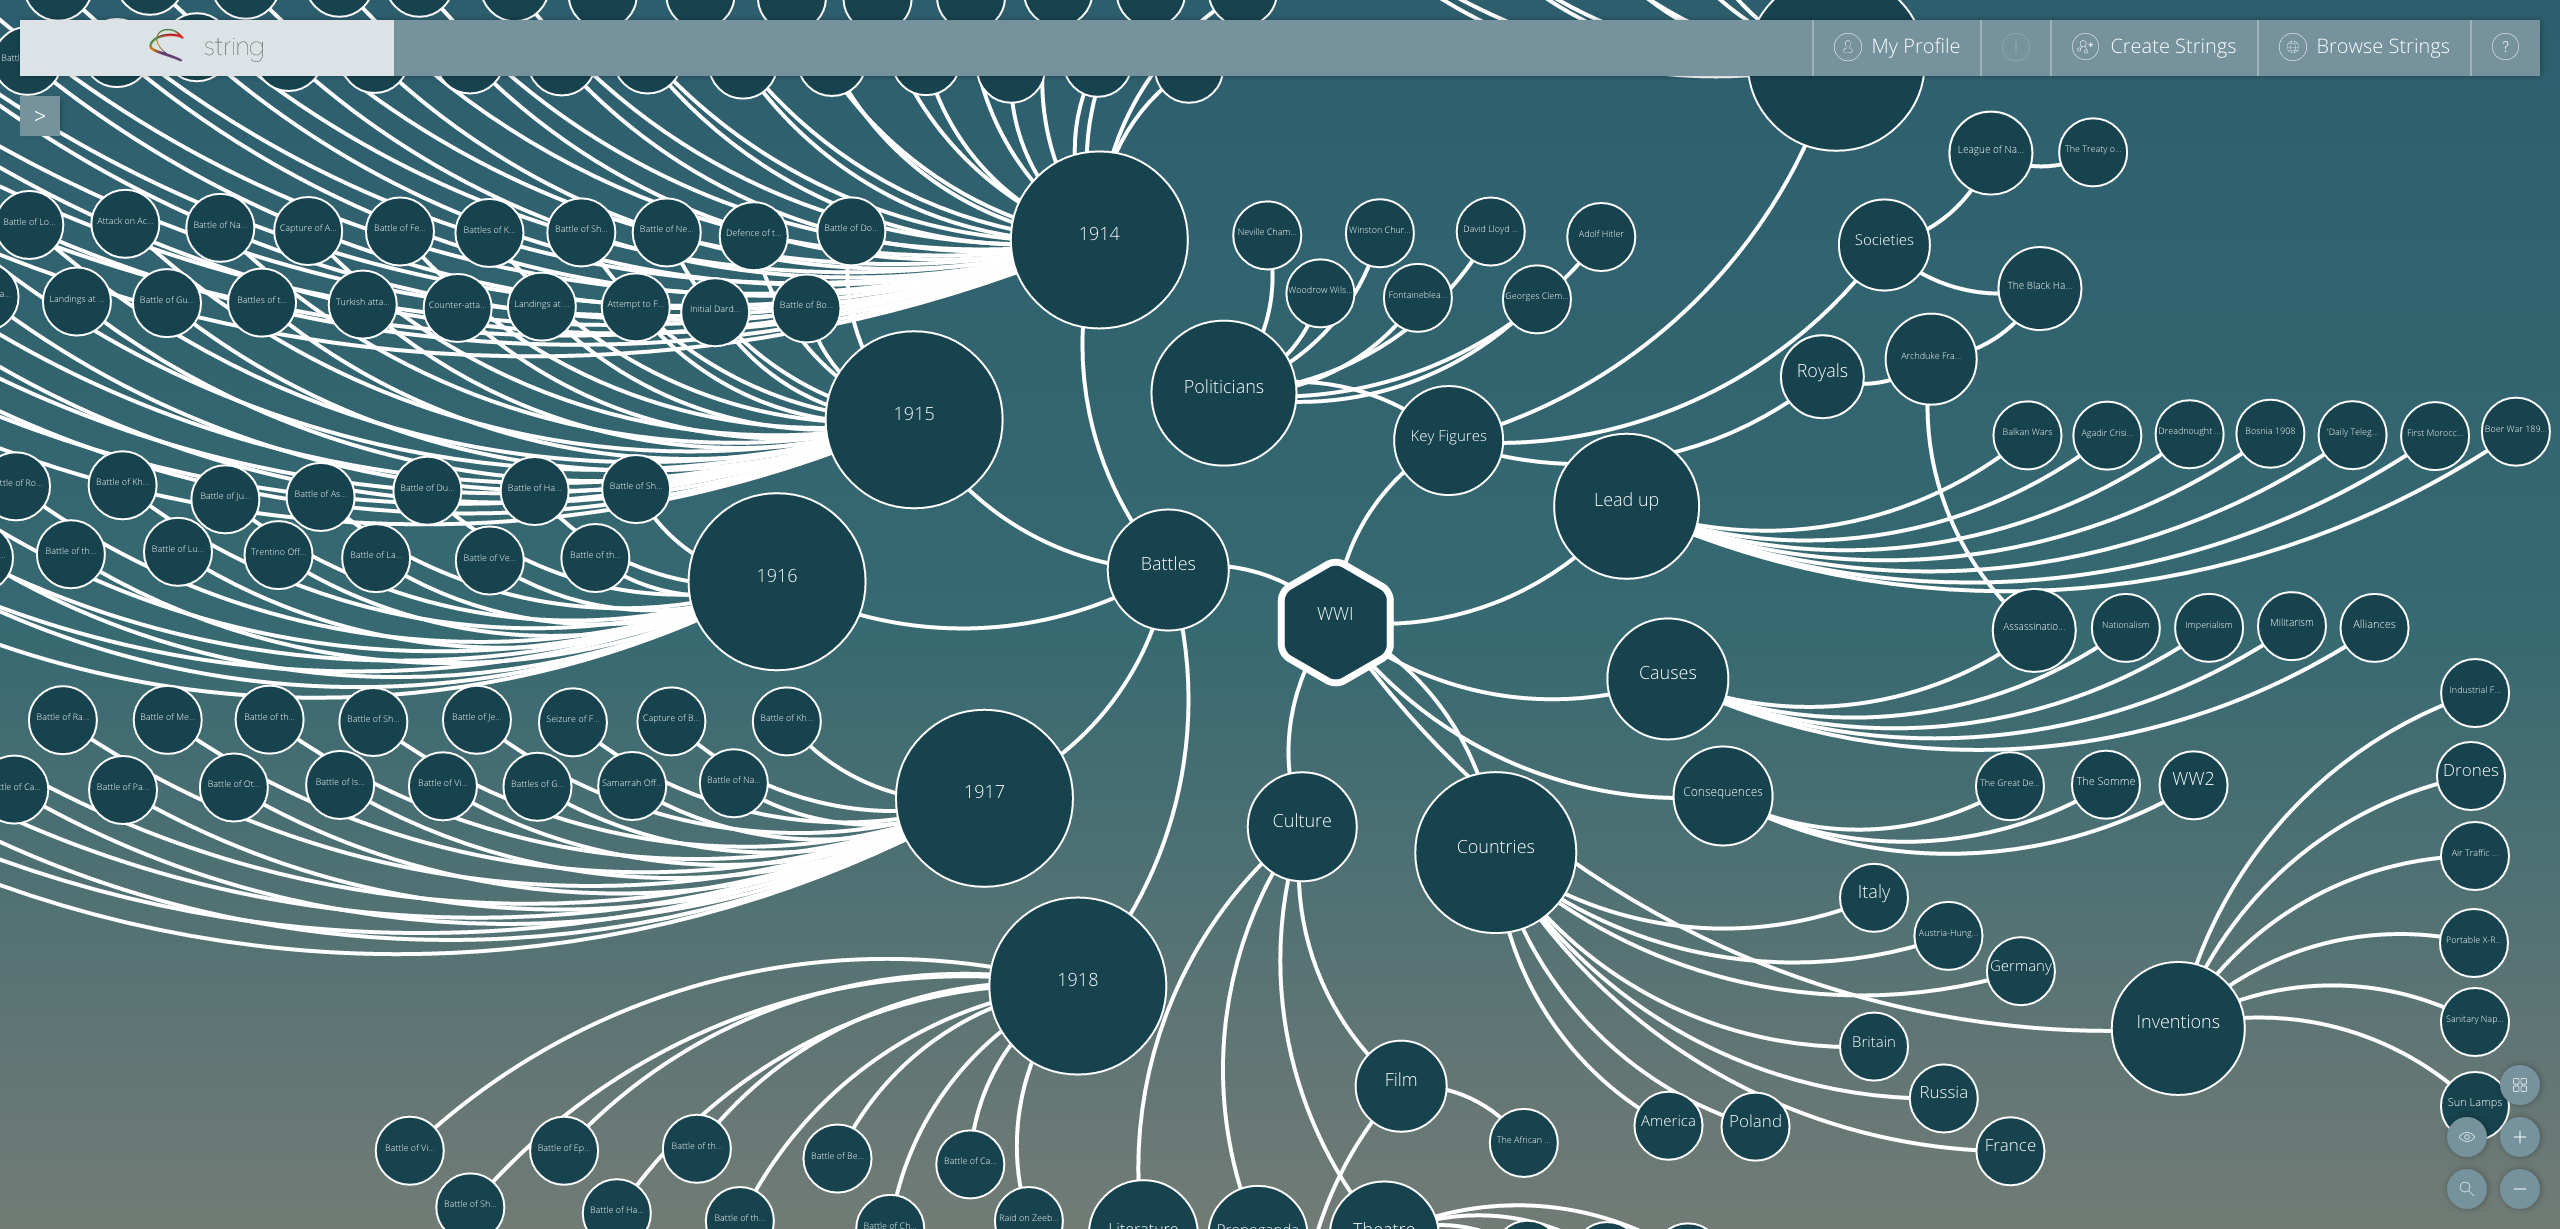 string
My Profile
!
Create Strings
Browse Strings
?
>
League of Na...
The Treaty o...
Battle of Lo...
Attack on Ac...
Battle of Na...
Capture of A...
Battle of Fe...
Battles of K...
Battle of Sh...
Battle of Ne...
Defence of t...
Battle of Do...
1914
Neville Cham...
Winston Chur...
David Lloyd ...
Adolf Hitler
Societies
Landings at ...
Battle of Gu...
Battles of t...
Turkish atta...
Counter-atta...
Landings at ...
Attempt to F...
Initial Dard...
Battle of Bo...
Woodrow Wils...
Fontaineblea...
Georges Clem...
The Black Ha...
1915
Politicians
Key Figures
Royals
Archduke Fra...
Balkan Wars
Agadir Crisi...
Dreadnought ...
Bosnia 1908
'Daily Teleg...
First Morocc...
Boer War 189...
Battle of Kh...
Battle of Ju...
Battle of As...
Battle of Du...
Battle of Ha...
Battle of Sh...
Lead up
Battle of th...
Battle of Lu...
Trentino Off...
Battle of La...
Battle of Ve...
Battle of th...
1916
Battles
WWI
Assassinatio...
Nationalism
Imperialism
Militarism
Alliances
Causes
Battle of Ra...
Battle of Me...
Battle of th...
Battle of Sh...
Battle of Je...
Seizure of F...
Capture of B...
Battle of Kh...
Industrial F...
Battle of Pa...
Battle of Ot...
Battle of Is...
Battle of Vi...
Battles of G...
Samarrah Off...
Battle of Na...
1917
Culture
Countries
Consequences
The Great De...
The Somme
WW2
Drones
Air Traffic ...
Italy
Austria-Hung...
Germany
Portable X-R...
1918
Inventions
Sanitary Nap...
Film
Britain
Russia
Sun Lamps
America
Poland
France
The African ...
Battle of Vi...
Battle of Ep...
Battle of th...
Battle of Be...
Battle of Ca...
Battle of Sh...
Battle of Ha...
Battle of th...
Battle of Ch...
Raid on Zeeb...
Literature
Propaganda
Theatre